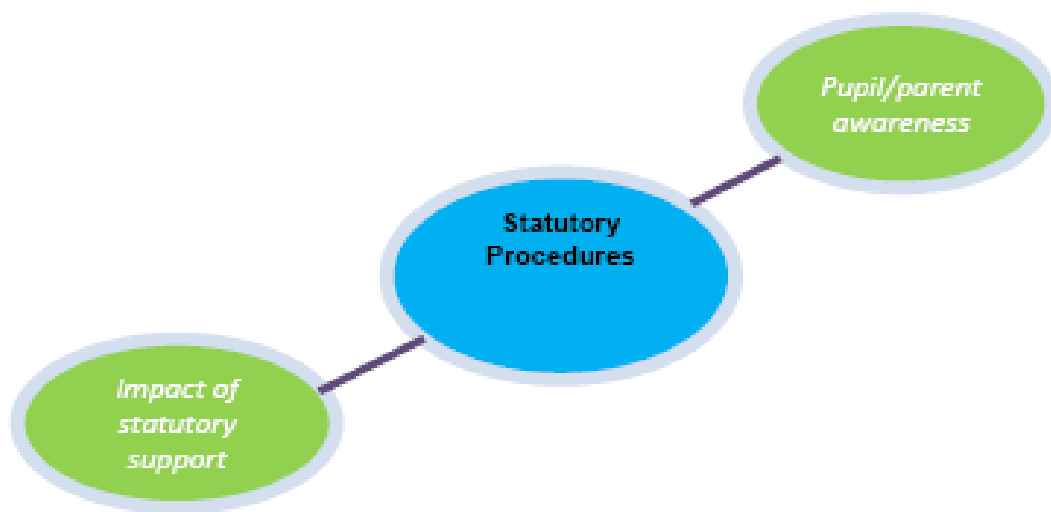 Pupil/parent
awareness
Statutory
Procedures
Impact of
statutory
support